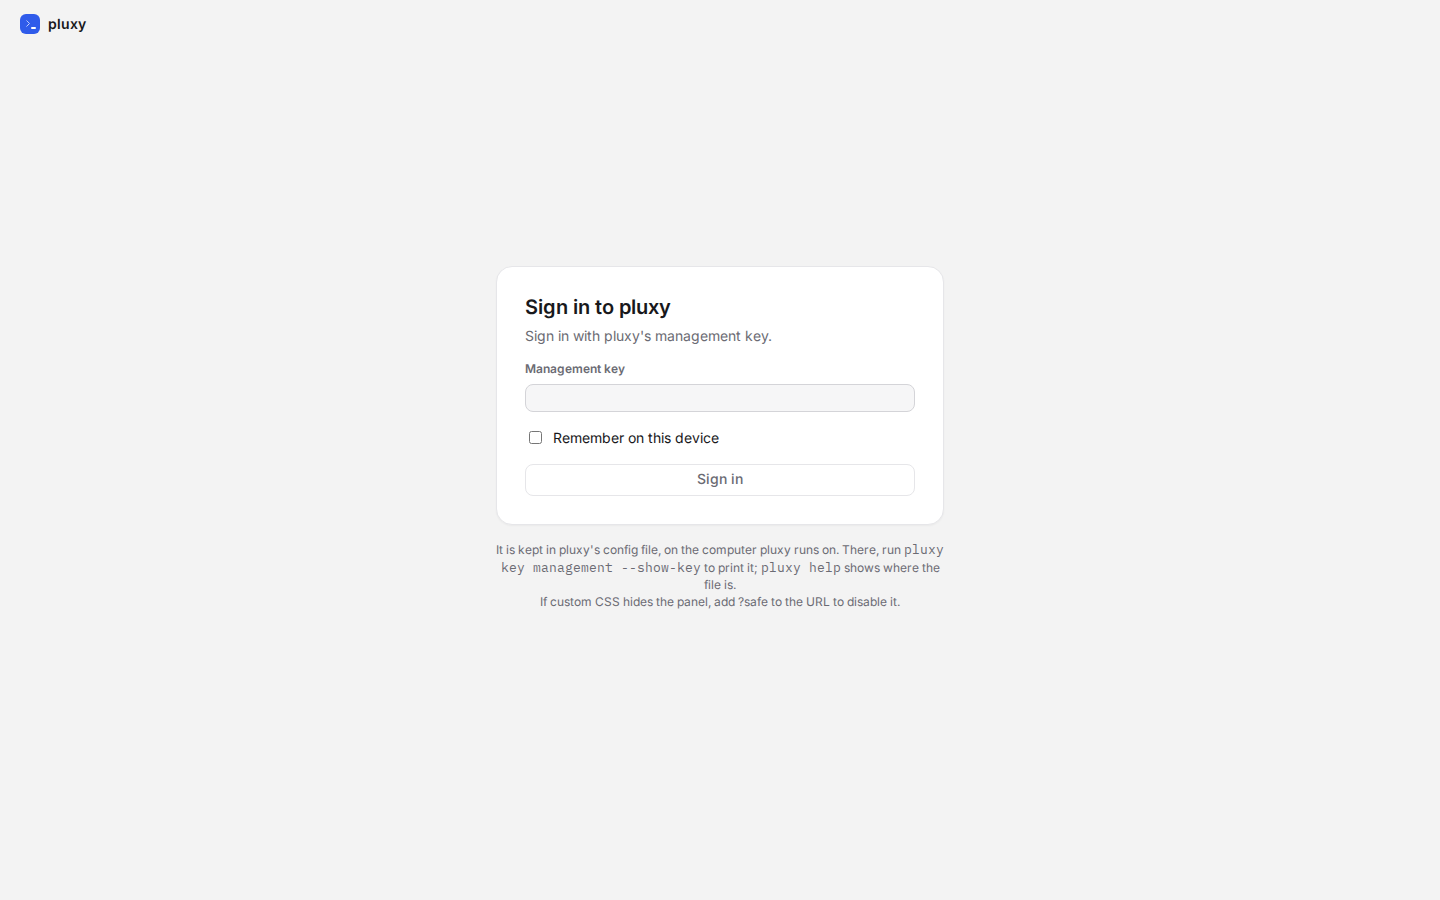 pluxy
Sign in to pluxy
Sign in with pluxy's management key.
Management key
Remember on this device
Sign in
It is kept in pluxy's config file, on the computer pluxy runs on. There, run pluxy
key management --show-key to print it; pluxy help shows where the
file is.
If custom CSS hides the panel, add ?safe to the URL to disable it.